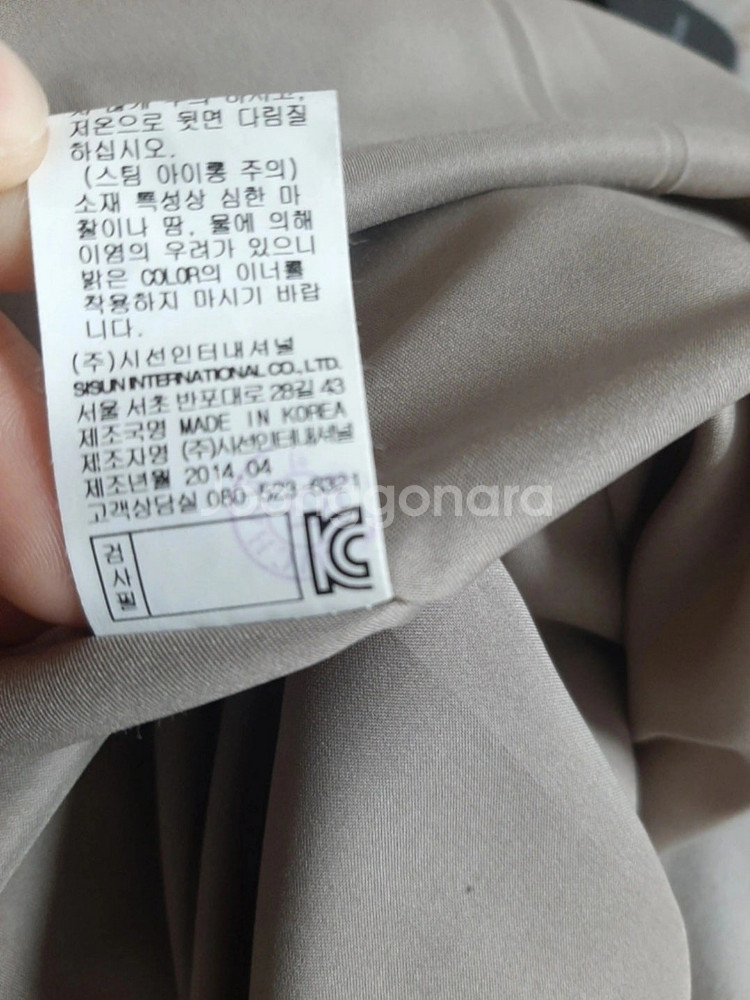 저온으로 뒷면 다림질
하십시오.
(스팀 아이롱 주의)
소재 특성상 심한 마
찰이나 땀, 물에 의해
이염의 우려가 있으니
밝은 COLOR의 이너를
착용하지 마시기 바랍
니다.
(주)시선인터내셔널
SISUN INTERNATIONAL CO., LTD.
서울 서초 반포대로 28길 43
제조국명 MADE IN KOREA
제조자명 (주)시선인터내셔널
제조년월 2014.04
고객상담실 080 523 6321
검사필
KC
Joonggonara